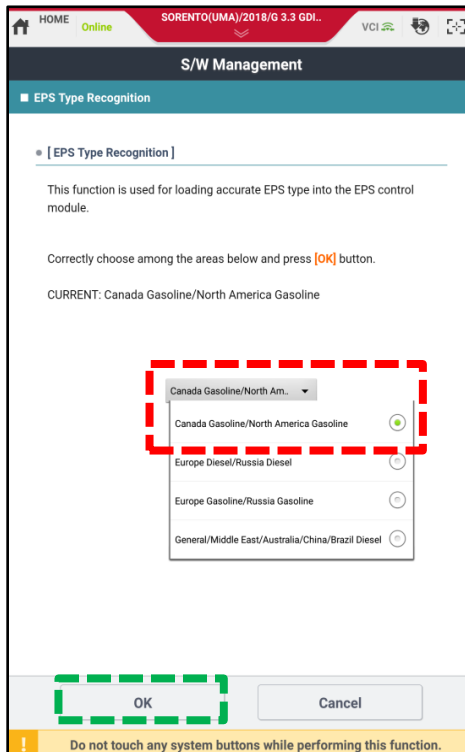 HOME
Online
SORENTO(UMA)/2018/G 3.3 GDI..
VCI
S/W Management
EPS Type Recognition
[ EPS Type Recognition ]
This function is used for loading accurate EPS type into the EPS control
module.
Correctly choose among the areas below and press [OK] button.
CURRENT: Canada Gasoline/North America Gasoline
Canada Gasoline/North Am..
Canada Gasoline/North America Gasoline
Europe Diesel/Russia Diesel
Europe Gasoline/Russia Gasoline
General/Middle East/Australia/China/Brazil Diesel
OK
Cancel
! Do not touch any system buttons while performing this function.